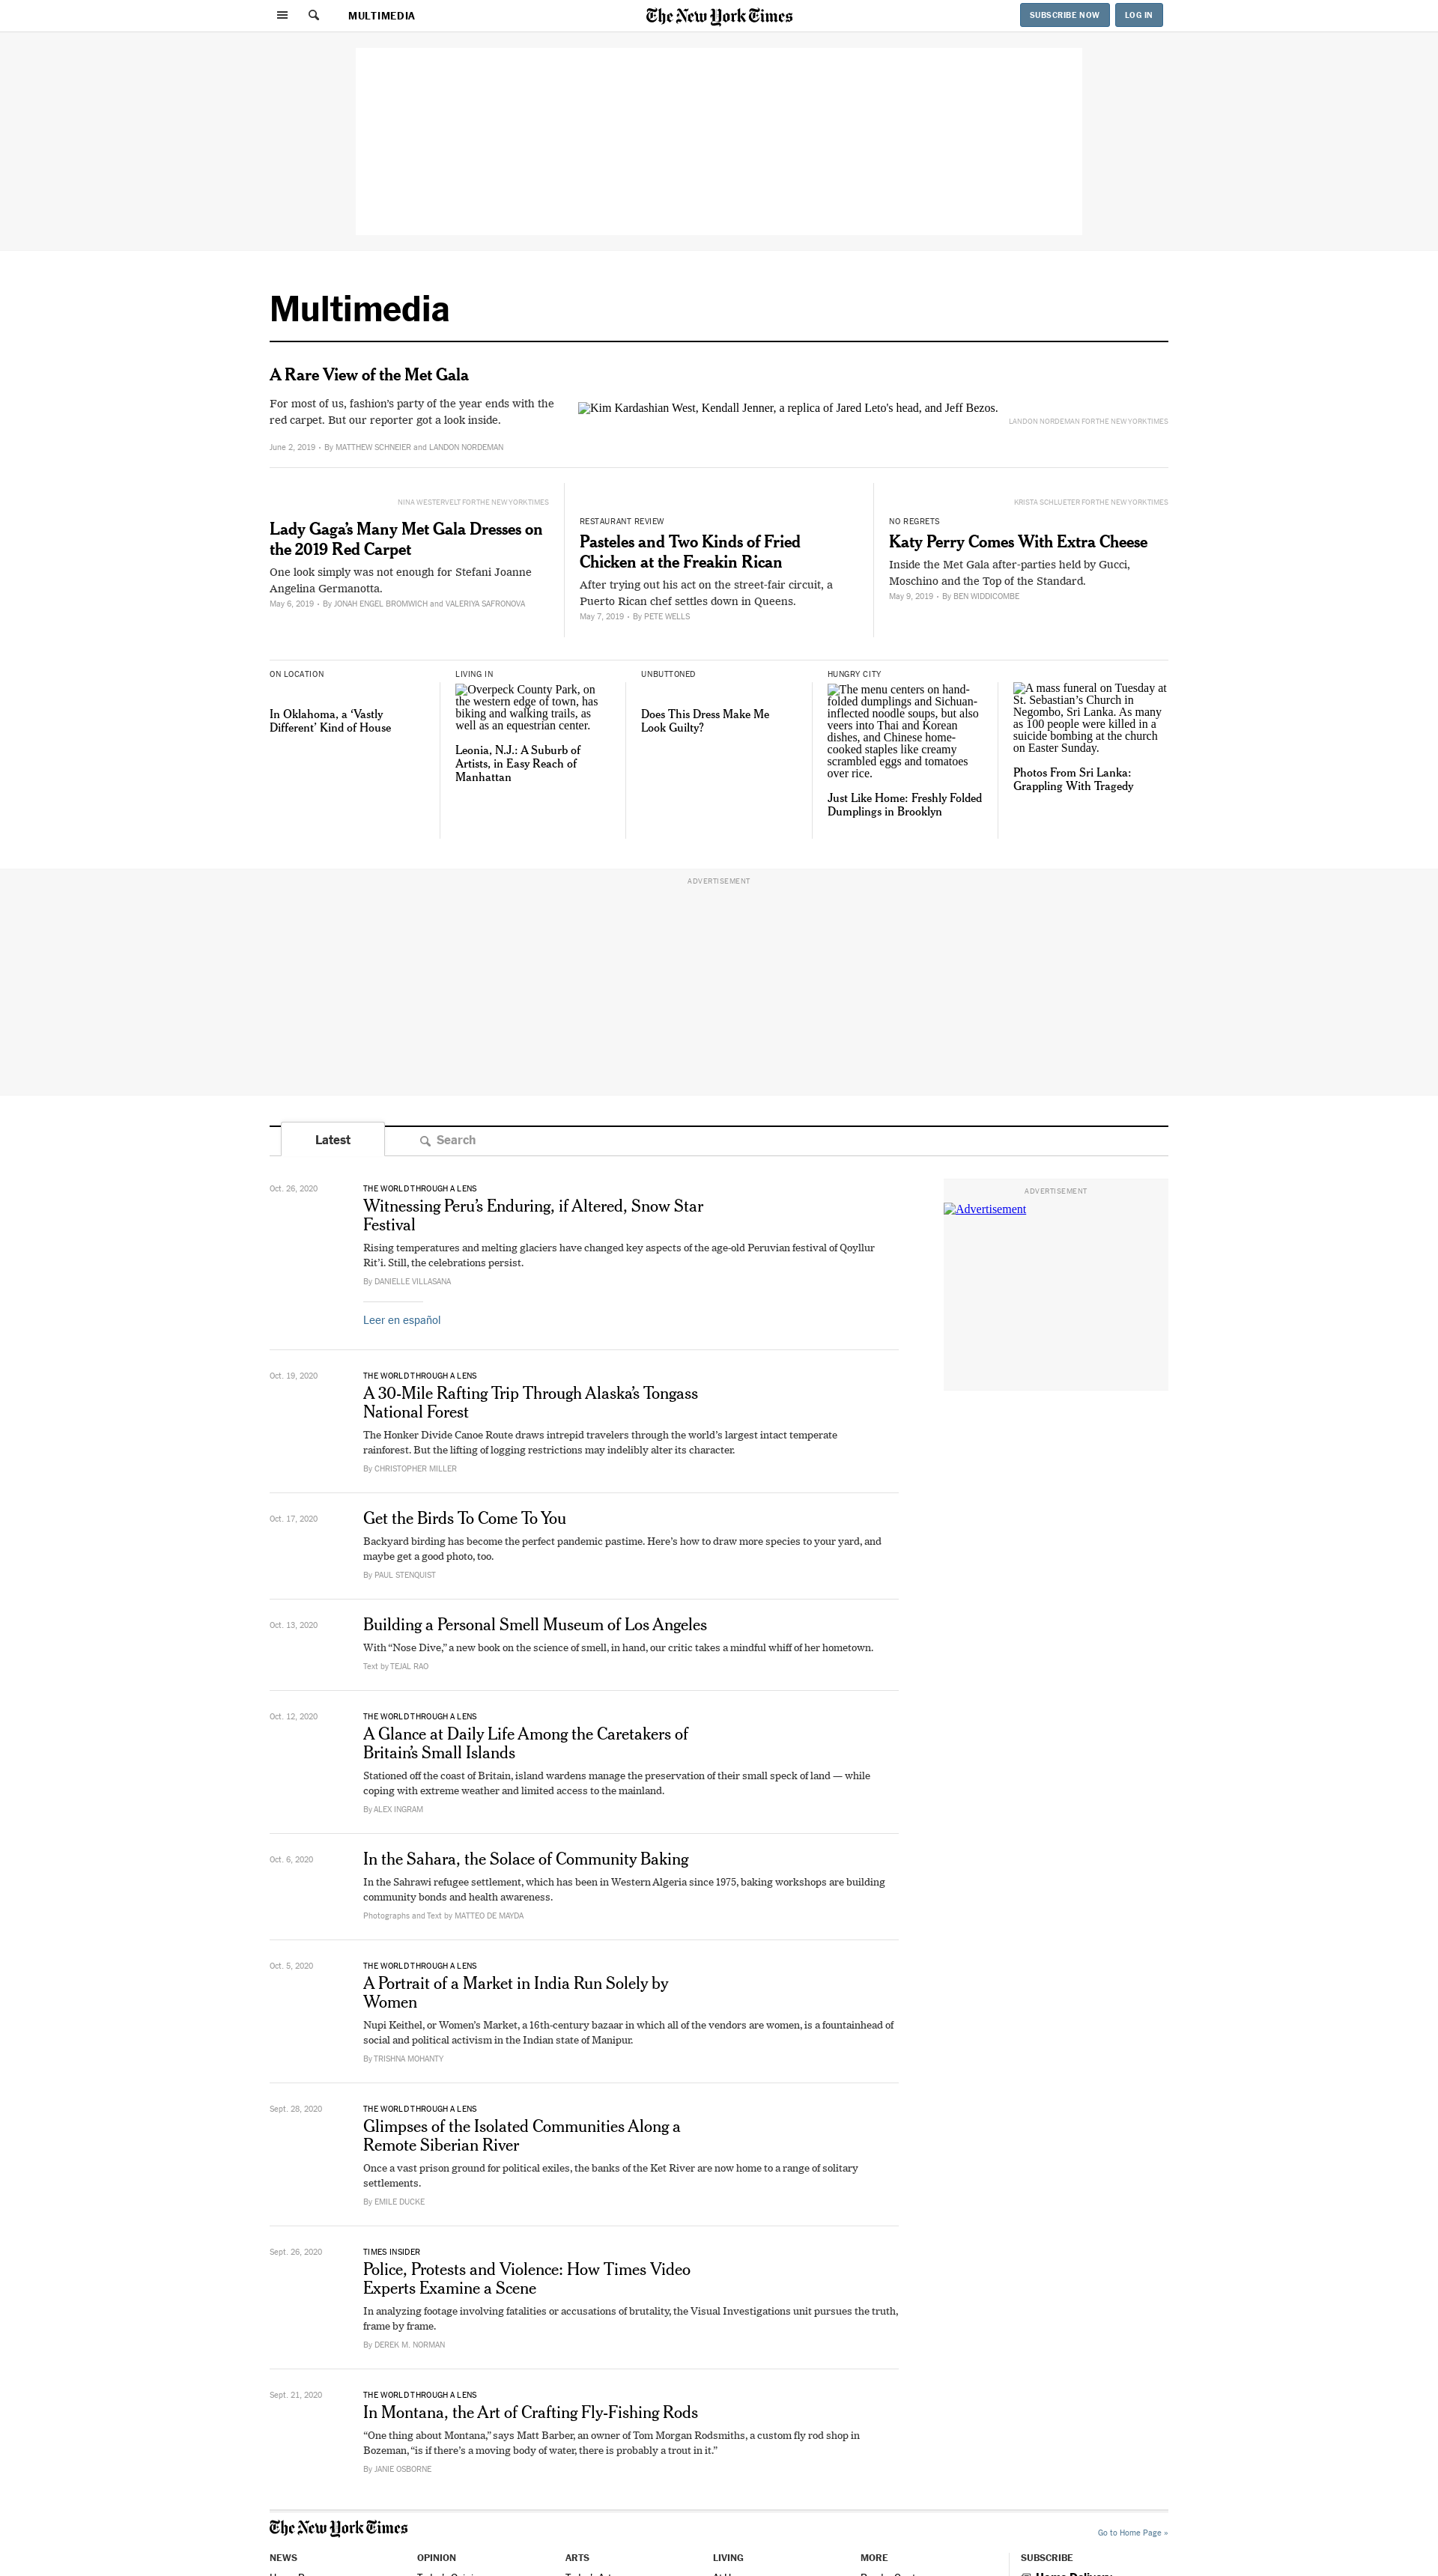 MULTIMEDIA
The New York Times
SUBSCRIBE NOW
LOG IN
Multimedia
A Rare View of the Met Gala
For most of us, fashion’s party of the year ends with the
red carpet. But our reporter got a look inside.
June 2, 2019 • By MATTHEW SCHNEIER and LANDON NORDEMAN
Kim Kardashian West, Kendall Jenner, a replica of Jared Leto's head, and Jeff Bezos.
LANDON NORDEMAN FOR THE NEW YORK TIMES
NINA WESTERVELT FOR THE NEW YORK TIMES
Lady Gaga’s Many Met Gala Dresses on
the 2019 Red Carpet
One look simply was not enough for Stefani Joanne
Angelina Germanotta.
May 6, 2019 • By JONAH ENGEL BROMWICH and VALERIYA SAFRONOVA
RESTAURANT REVIEW
Pasteles and Two Kinds of Fried
Chicken at the Freakin Rican
After trying out his act on the street-fair circuit, a
Puerto Rican chef settles down in Queens.
May 7, 2019 • By PETE WELLS
KRISTA SCHLUETER FOR THE NEW YORK TIMES
NO REGRETS
Katy Perry Comes With Extra Cheese
Inside the Met Gala after-parties held by Gucci,
Moschino and the Top of the Standard.
May 9, 2019 • By BEN WIDDICOMBE
ON LOCATION
In Oklahoma, a ‘Vastly
Different’ Kind of House
LIVING IN
Overpeck County Park, on
the western edge of town, has
biking and walking trails, as
well as an equestrian center.
Leonia, N.J.: A Suburb of
Artists, in Easy Reach of
Manhattan
UNBUTTONED
Does This Dress Make Me
Look Guilty?
HUNGRY CITY
The menu centers on hand-
folded dumplings and Sichuan-
inflected noodle soups, but also
veers into Thai and Korean
dishes, and Chinese home-
cooked staples like creamy
scrambled eggs and tomatoes
over rice.
Just Like Home: Freshly Folded
Dumplings in Brooklyn
A mass funeral on Tuesday at
St. Sebastian’s Church in
Negombo, Sri Lanka. As many
as 100 people were killed in a
suicide bombing at the church
on Easter Sunday.
Photos From Sri Lanka:
Grappling With Tragedy
ADVERTISEMENT
Latest
Search
ADVERTISEMENT
Advertisement
Oct. 26, 2020
THE WORLD THROUGH A LENS
Witnessing Peru’s Enduring, if Altered, Snow Star
Festival
Rising temperatures and melting glaciers have changed key aspects of the age-old Peruvian festival of Qoyllur
Rit’i. Still, the celebrations persist.
By DANIELLE VILLASANA
Leer en español
Oct. 19, 2020
THE WORLD THROUGH A LENS
A 30-Mile Rafting Trip Through Alaska’s Tongass
National Forest
The Honker Divide Canoe Route draws intrepid travelers through the world’s largest intact temperate
rainforest. But the lifting of logging restrictions may indelibly alter its character.
By CHRISTOPHER MILLER
Oct. 17, 2020
Get the Birds To Come To You
Backyard birding has become the perfect pandemic pastime. Here’s how to draw more species to your yard, and
maybe get a good photo, too.
By PAUL STENQUIST
Oct. 13, 2020
Building a Personal Smell Museum of Los Angeles
With “Nose Dive,” a new book on the science of smell, in hand, our critic takes a mindful whiff of her hometown.
Text by TEJAL RAO
Oct. 12, 2020
THE WORLD THROUGH A LENS
A Glance at Daily Life Among the Caretakers of
Britain’s Small Islands
Stationed off the coast of Britain, island wardens manage the preservation of their small speck of land — while
coping with extreme weather and limited access to the mainland.
By ALEX INGRAM
Oct. 6, 2020
In the Sahara, the Solace of Community Baking
In the Sahrawi refugee settlement, which has been in Western Algeria since 1975, baking workshops are building
community bonds and health awareness.
Photographs and Text by MATTEO DE MAYDA
Oct. 5, 2020
THE WORLD THROUGH A LENS
A Portrait of a Market in India Run Solely by
Women
Nupi Keithel, or Women’s Market, a 16th-century bazaar in which all of the vendors are women, is a fountainhead of
social and political activism in the Indian state of Manipur.
By TRISHNA MOHANTY
Sept. 28, 2020
THE WORLD THROUGH A LENS
Glimpses of the Isolated Communities Along a
Remote Siberian River
Once a vast prison ground for political exiles, the banks of the Ket River are now home to a range of solitary
settlements.
By EMILE DUCKE
Sept. 26, 2020
TIMES INSIDER
Police, Protests and Violence: How Times Video
Experts Examine a Scene
In analyzing footage involving fatalities or accusations of brutality, the Visual Investigations unit pursues the truth,
frame by frame.
By DEREK M. NORMAN
Sept. 21, 2020
THE WORLD THROUGH A LENS
In Montana, the Art of Crafting Fly-Fishing Rods
“One thing about Montana,” says Matt Barber, an owner of Tom Morgan Rodsmiths, a custom fly rod shop in
Bozeman, “is if there’s a moving body of water, there is probably a trout in it.”
By JANIE OSBORNE
The New York Times
Go to Home Page »
NEWS
OPINION
ARTS
LIVING
MORE
SUBSCRIBE